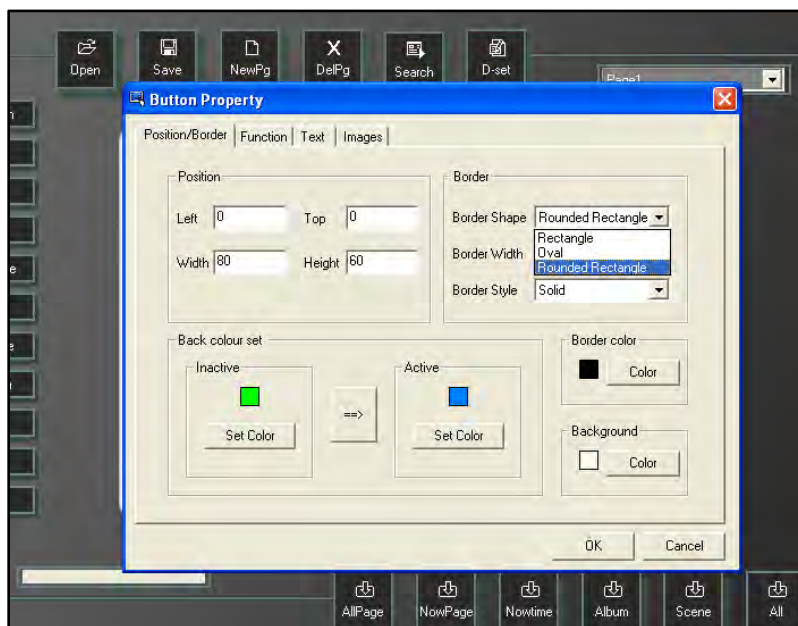 Open Save NewPg DelPg Search D-set
Page1
Button Property
Position/Border Function Text Images
Position Border
Left 0 Top 0 Border Shape Rounded Rectangle
Rectangle
Width 80 Height 60 Border Width Oval
Rounded Rectangle
Border Style Solid
Back colour set Border color
Inactive Active
Color
==>
Set Color Set Color
Background
Color
OK Cancel
AllPage NowPage Nowtime Album Scene All